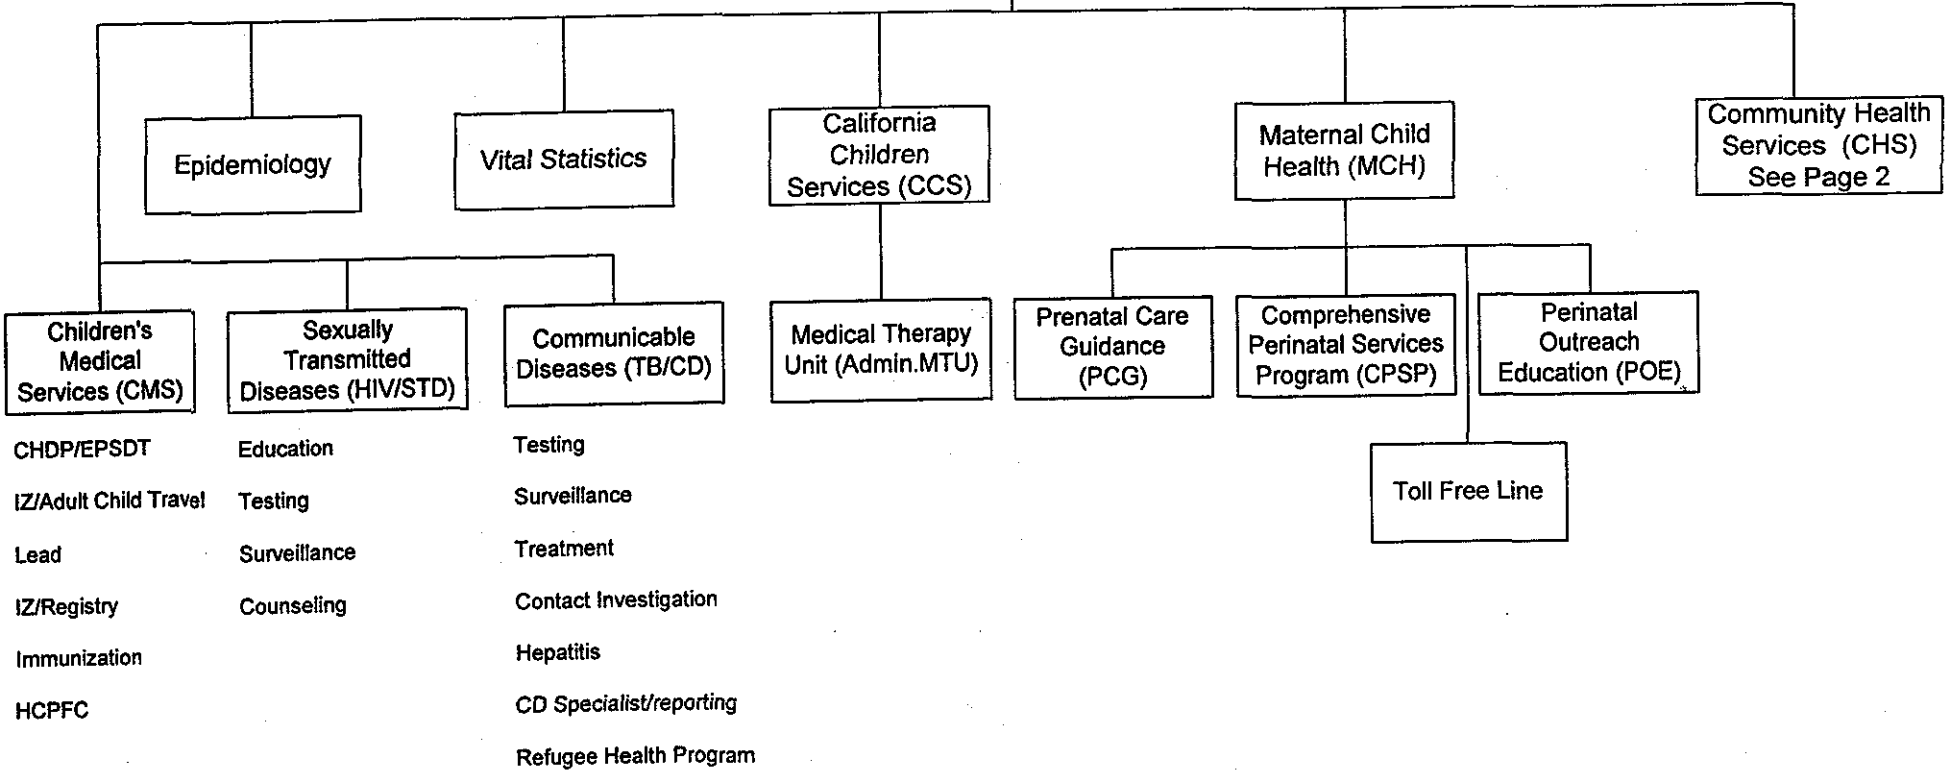 Epidemiology
Vital Statistics
California
Children
Services (CCS)
Maternal Child
Health (MCH)
Community Health
Services (CHS)
See Page 2
Children's
Medical
Services (CMS)
Sexually
Transmitted
Diseases (HIV/STD)
Communicable
Diseases (TB/CD)
Medical Therapy
Unit (Admin.MTU)
Prenatal Care
Guidance
(PCG)
Comprehensive
Perinatal Services
Program (CPSP)
Perinatal
Outreach
Education (POE)
Toll Free Line
CHDP/EPSDT
IZ/Adult Child Travel
Lead
IZ/Registry
Immunization
HCPFC
Education
Testing
Surveillance
Counseling
Testing
Surveillance
Treatment
Contact Investigation
Hepatitis
CD Specialist/reporting
Refugee Health Program